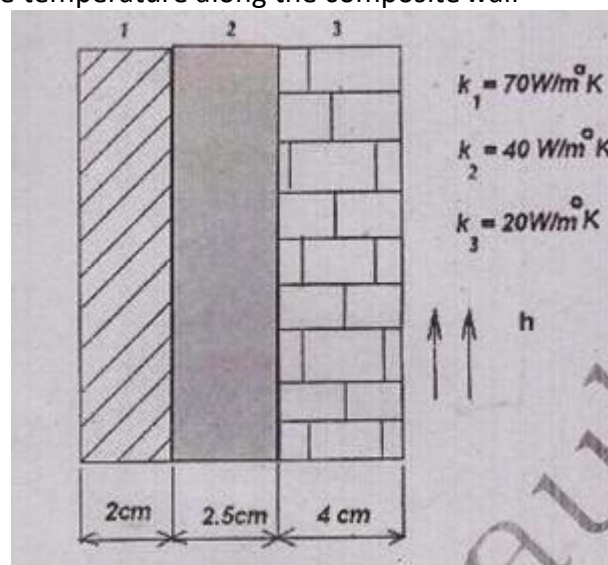 e temperature along the composite wall
1 2 3
k₁ = 70W/m°K
k₂ = 40 W/m°K
k₃ = 20W/m°K
h
2cm 2.5cm 4 cm